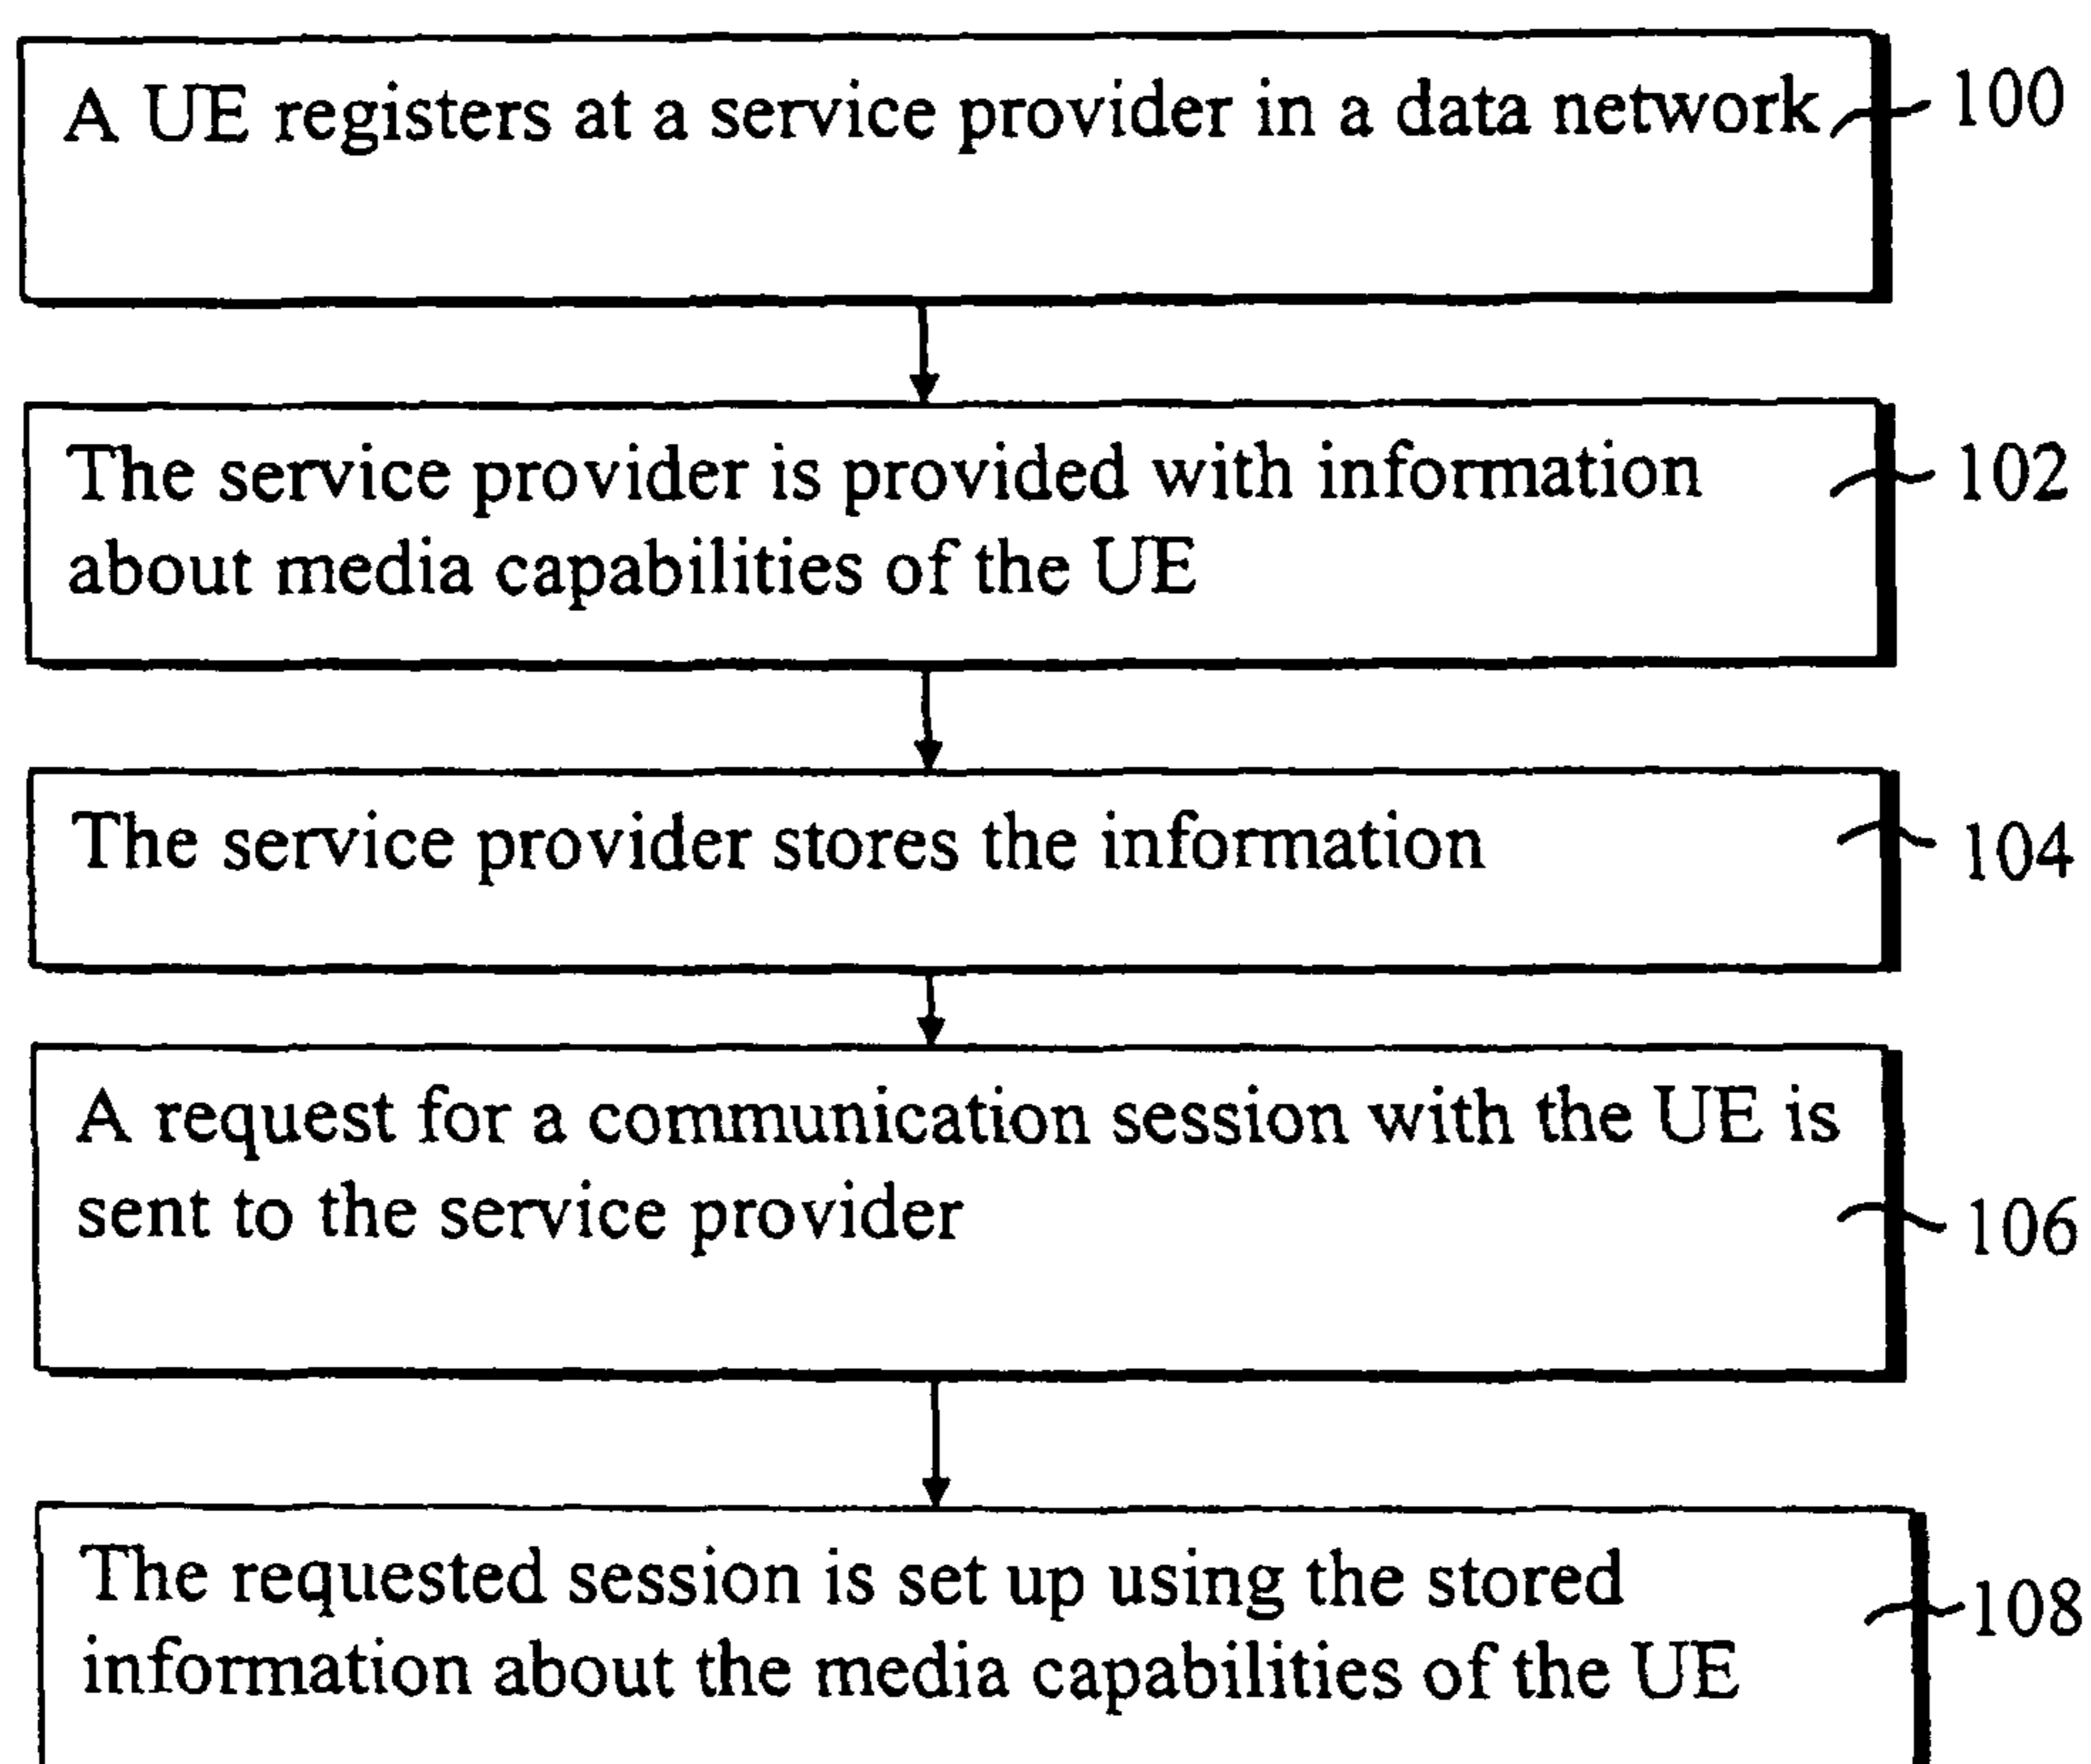 A UE registers at a service provider in a data network
100
The service provider is provided with information
102
about media capabilities of the UE
The service provider stores the information
104
A request for a communication session with the UE is
sent to the service provider
106
The requested session is set up using the stored
108
information about the media capabilities of the UE